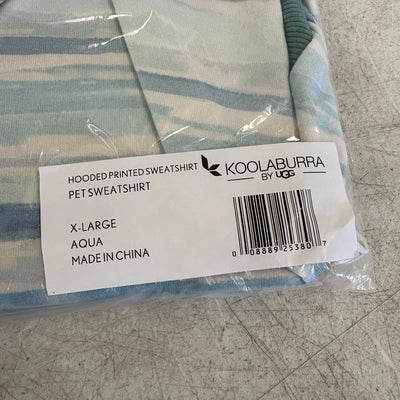 HOODED PRINTED SWEATSHIRT
PET SWEATSHIRT
KOOLABURRA
BY UGG
X-LARGE
AQUA
MADE IN CHINA
0 08889 25380 7